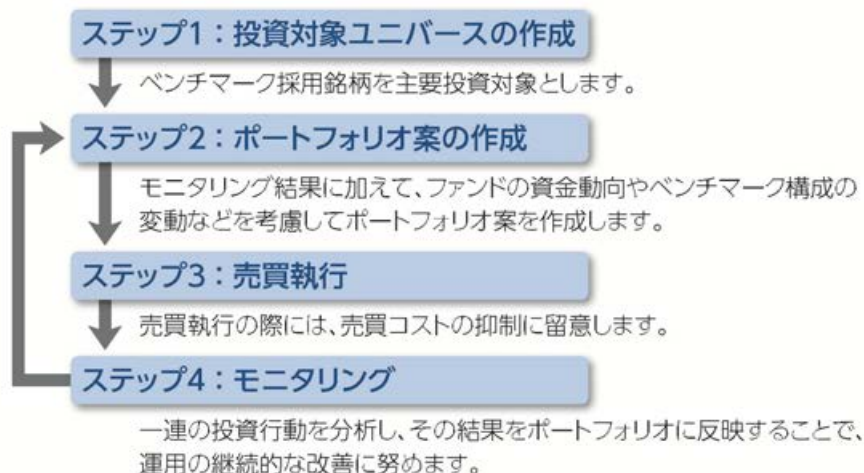 ステップ1：投資対象ユニバースの作成
ベンチマーク採用銘柄を主要投資対象とします。
ステップ2：ポートフォリオ案の作成
モニタリング結果に加えて、ファンドの資金動向やベンチマーク構成の
変動などを考慮してポートフォリオ案を作成します。
ステップ3：売買執行
売買執行の際には、売買コストの抑制に留意します。
ステップ4：モニタリング
一連の投資行動を分析し、その結果をポートフォリオに反映することで、
運用の継続的な改善に努めます。